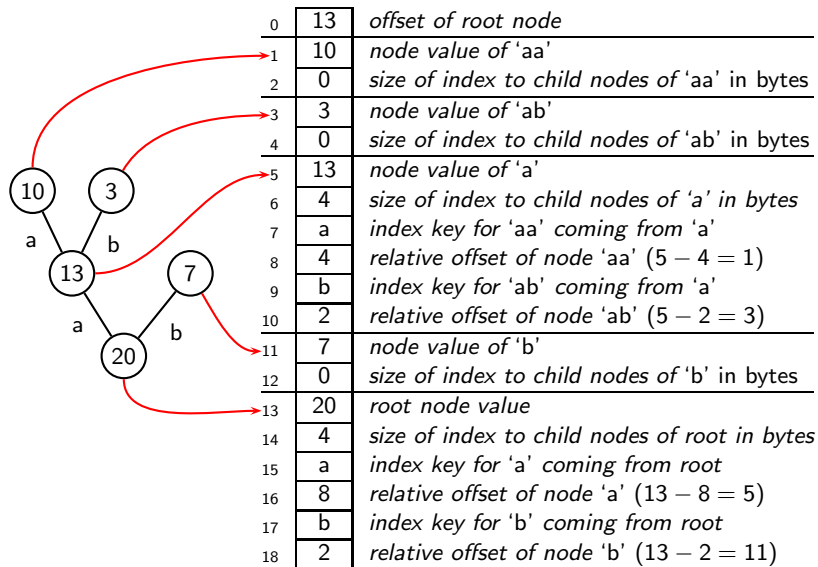 0 13 offset of root node
1 10 node value of ‘aa’
2 0 size of index to child nodes of ‘aa’ in bytes
3 3 node value of ‘ab’
4 0 size of index to child nodes of ‘ab’ in bytes
5 13 node value of ‘a’
6 4 size of index to child nodes of ‘a’ in bytes
7 a index key for ‘aa’ coming from ‘a’
8 4 relative offset of node ‘aa’ (5 − 4 = 1)
9 b index key for ‘ab’ coming from ‘a’
10 2 relative offset of node ‘ab’ (5 − 2 = 3)
11 7 node value of ‘b’
12 0 size of index to child nodes of ‘b’ in bytes
13 20 root node value
14 4 size of index to child nodes of root in bytes
15 a index key for ‘a’ coming from root
16 8 relative offset of node ‘a’ (13 − 8 = 5)
17 b index key for ‘b’ coming from root
18 2 relative offset of node ‘b’ (13 − 2 = 11)
10 3
a b
13 7
a b
20